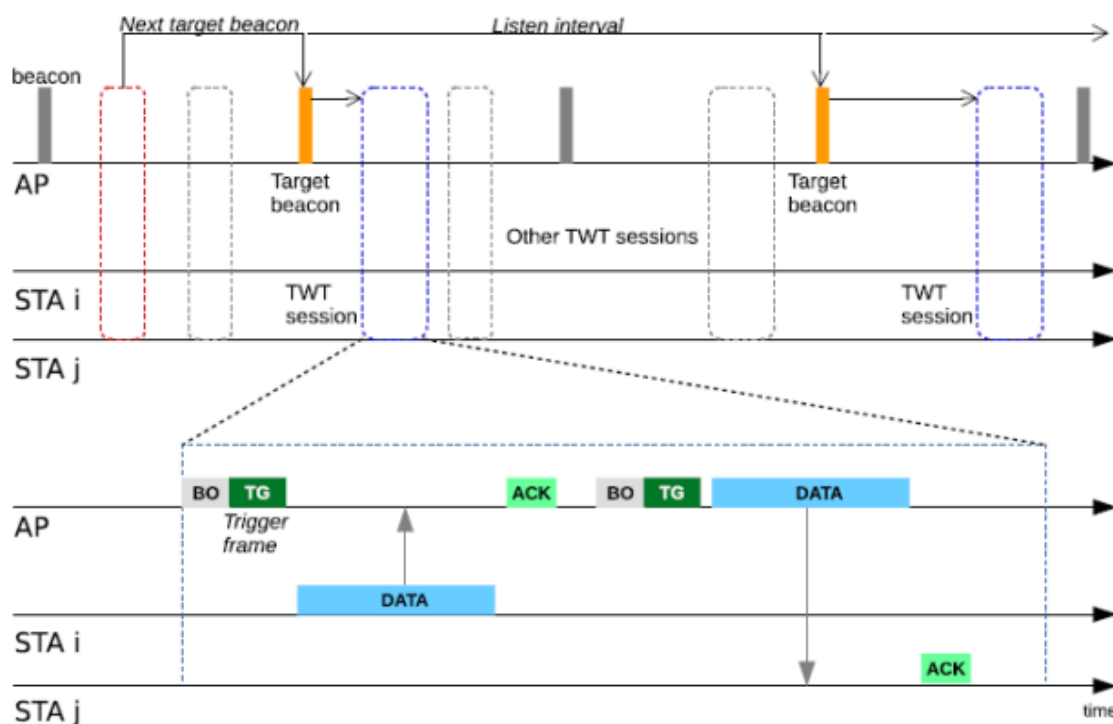 Next target beacon
Listen interval
beacon
AP
Target
beacon
Target
beacon
Other TWT sessions
STA i
TWT
session
TWT
session
STA j
BO
TG
ACK
BO
TG
DATA
AP
Trigger
frame
DATA
STA i
ACK
STA j
time